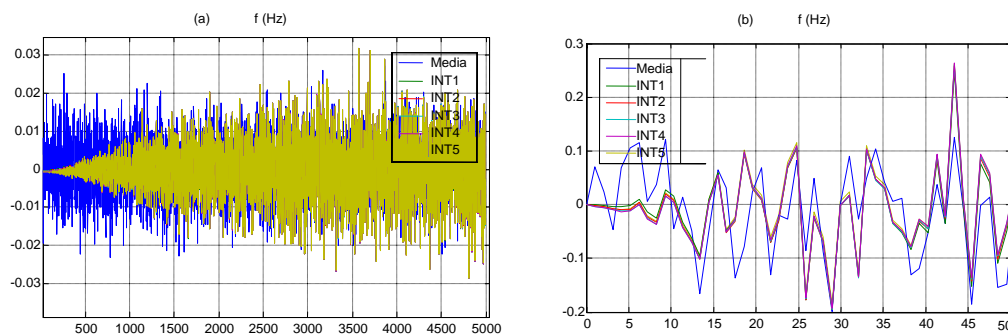 (a) f (Hz)
0.03
0.02
0.01
0
-0.01
-0.02
-0.03
500 1000 1500 2000 2500 3000 3500 4000 4500 5000
Media
INT1
INT2
INT3
INT4
INT5
(b) f (Hz)
0.3
0.2
0.1
0
-0.1
-0.2
0 5 10 15 20 25 30 35 40 45 50
Media
INT1
INT2
INT3
INT4
INT5